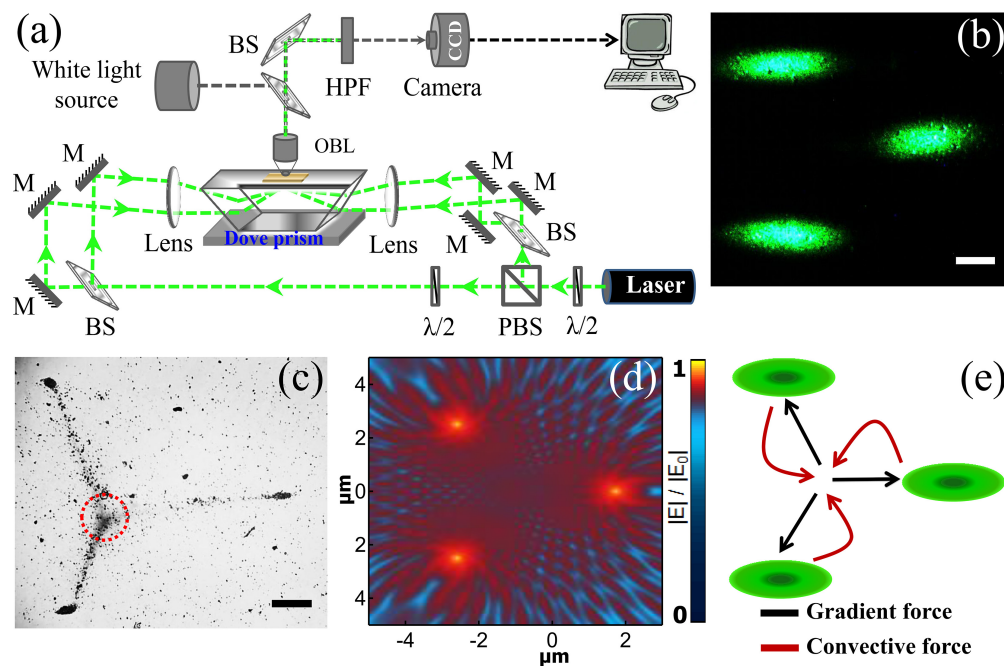 (a)
BS
White light
source
HPF
Camera
CCD
OBL
M
M
M
M
Lens
Dove prism
Lens
M
BS
M
BS
λ/2
PBS
λ/2
Laser
(b)
(c)
(d)
4
2
0
2
4
µm
-4
-2
0
2
µm
1
|E| / |E₀|
0
(e)
Gradient force
Convective force